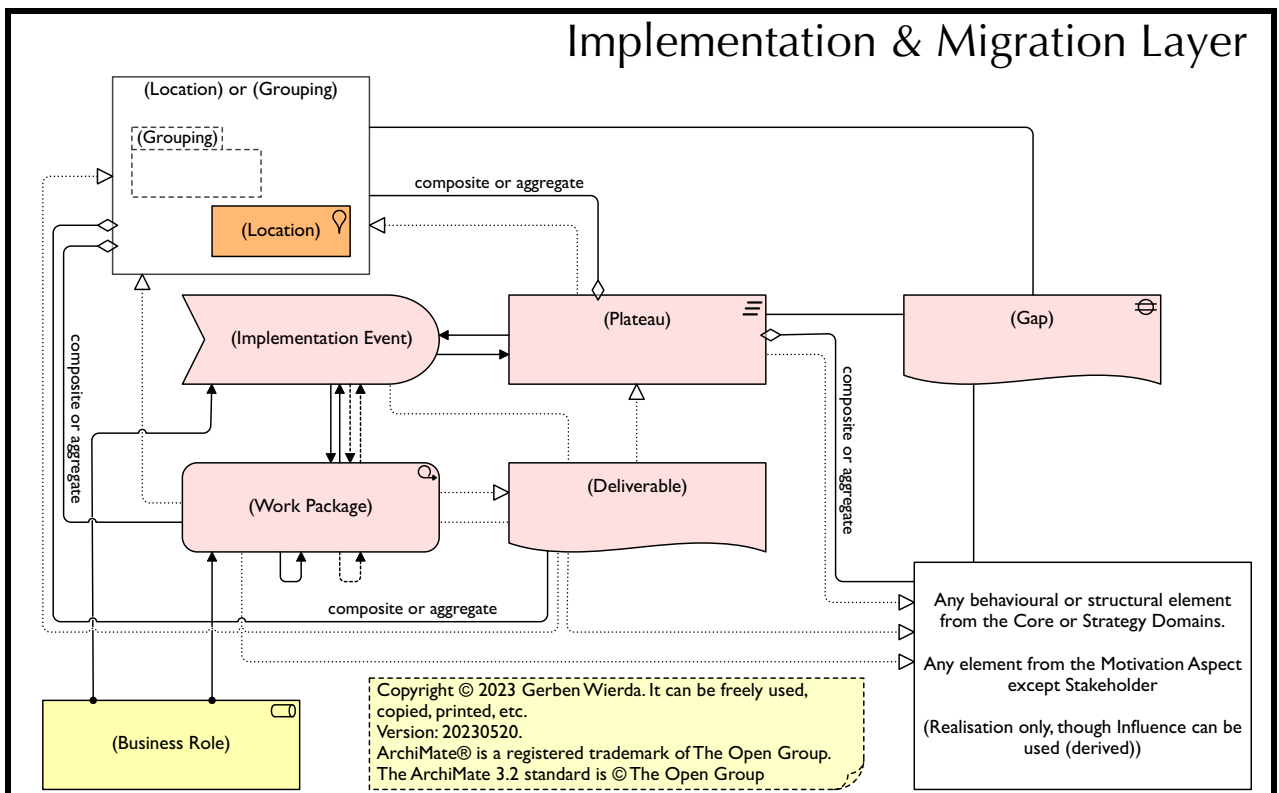 Implementation & Migration Layer
(Location) or (Grouping)
(Grouping)
(Location)
composite or aggregate
(Implementation Event)
(Plateau)
(Gap)
composite or aggregate
composite or aggregate
(Work Package)
(Deliverable)
composite or aggregate
Any behavioural or structural element
from the Core or Strategy Domains.
Any element from the Motivation Aspect
except Stakeholder
(Realisation only, though Influence can be
used (derived))
(Business Role)
Copyright © 2023 Gerben Wierda. It can be freely used,
copied, printed, etc.
Version: 20230520.
ArchiMate® is a registered trademark of The Open Group.
The ArchiMate 3.2 standard is © The Open Group